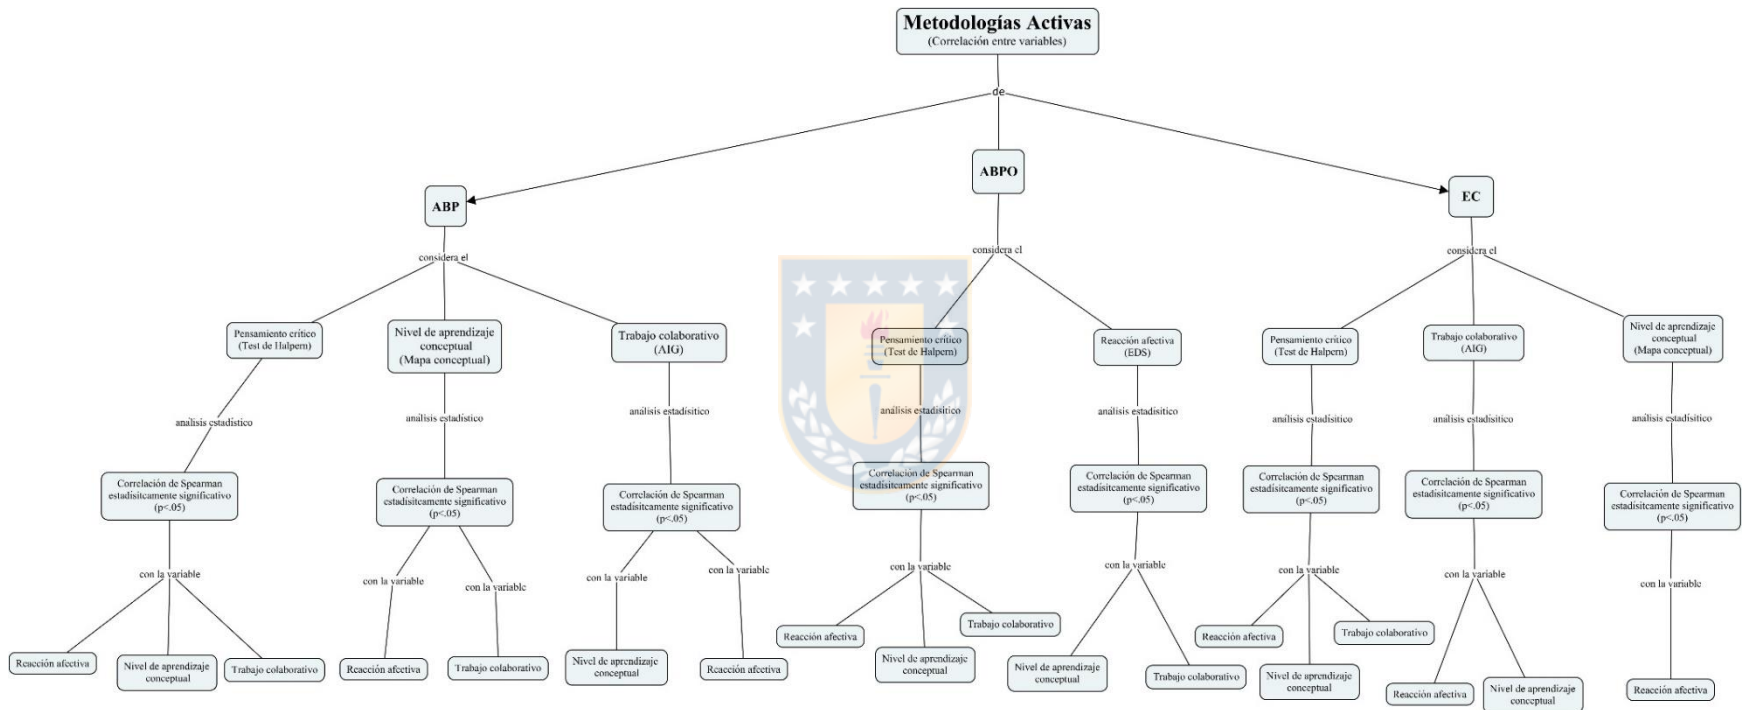 Metodologías Activas
(Correlación entre variables)
de
ABP
ABPO
EC
considera el
considera el
considera el
Pensamiento crítico
(Test de Halpern)
Nivel de aprendizaje
conceptual
(Mapa conceptual)
Trabajo colaborativo
(AIG)
Pensamiento crítico
(Test de Halpern)
Reacción afectiva
(EDS)
Pensamiento crítico
(Test de Halpern)
Trabajo colaborativo
(AIG)
Nivel de aprendizaje
conceptual
(Mapa conceptual)
análisis estadístico
análisis estadístico
análisis estadísitico
análisis estadísitico
análisis estadísitico
análisis estadísitico
análisis estadísitico
análisis estadísitico
Correlación de Spearman
estadísitcamente significativo
(p<.05)
Correlación de Spearman
estadísitcamente significativo
(p<.05)
Correlación de Spearman
estadísitcamente significativo
(p<.05)
Correlación de Spearman
estadísitcamente significativo
(p<.05)
Correlación de Spearman
estadísitcamente significativo
(p<.05)
Correlación de Spearman
estadísitcamente significativo
(p<.05)
Correlación de Spearman
estadísitcamente significativo
(p<.05)
Correlación de Spearman
estadísitcamente significativo
(p<.05)
con la variable
con la variable
con la variable
con la variable
con la variable
con la variable
con la variable
con la variable
con la variable
con la variable
Reacción afectiva
Nivel de aprendizaje
conceptual
Trabajo colaborativo
Reacción afectiva
Trabajo colaborativo
Nivel de aprendizaje
conceptual
Reacción afectiva
Reacción afectiva
Nivel de aprendizaje
conceptual
Trabajo colaborativo
Nivel de aprendizaje
conceptual
Trabajo colaborativo
Reacción afectiva
Nivel de aprendizaje
conceptual
Trabajo colaborativo
Reacción afectiva
Nivel de aprendizaje
conceptual
Reacción afectiva